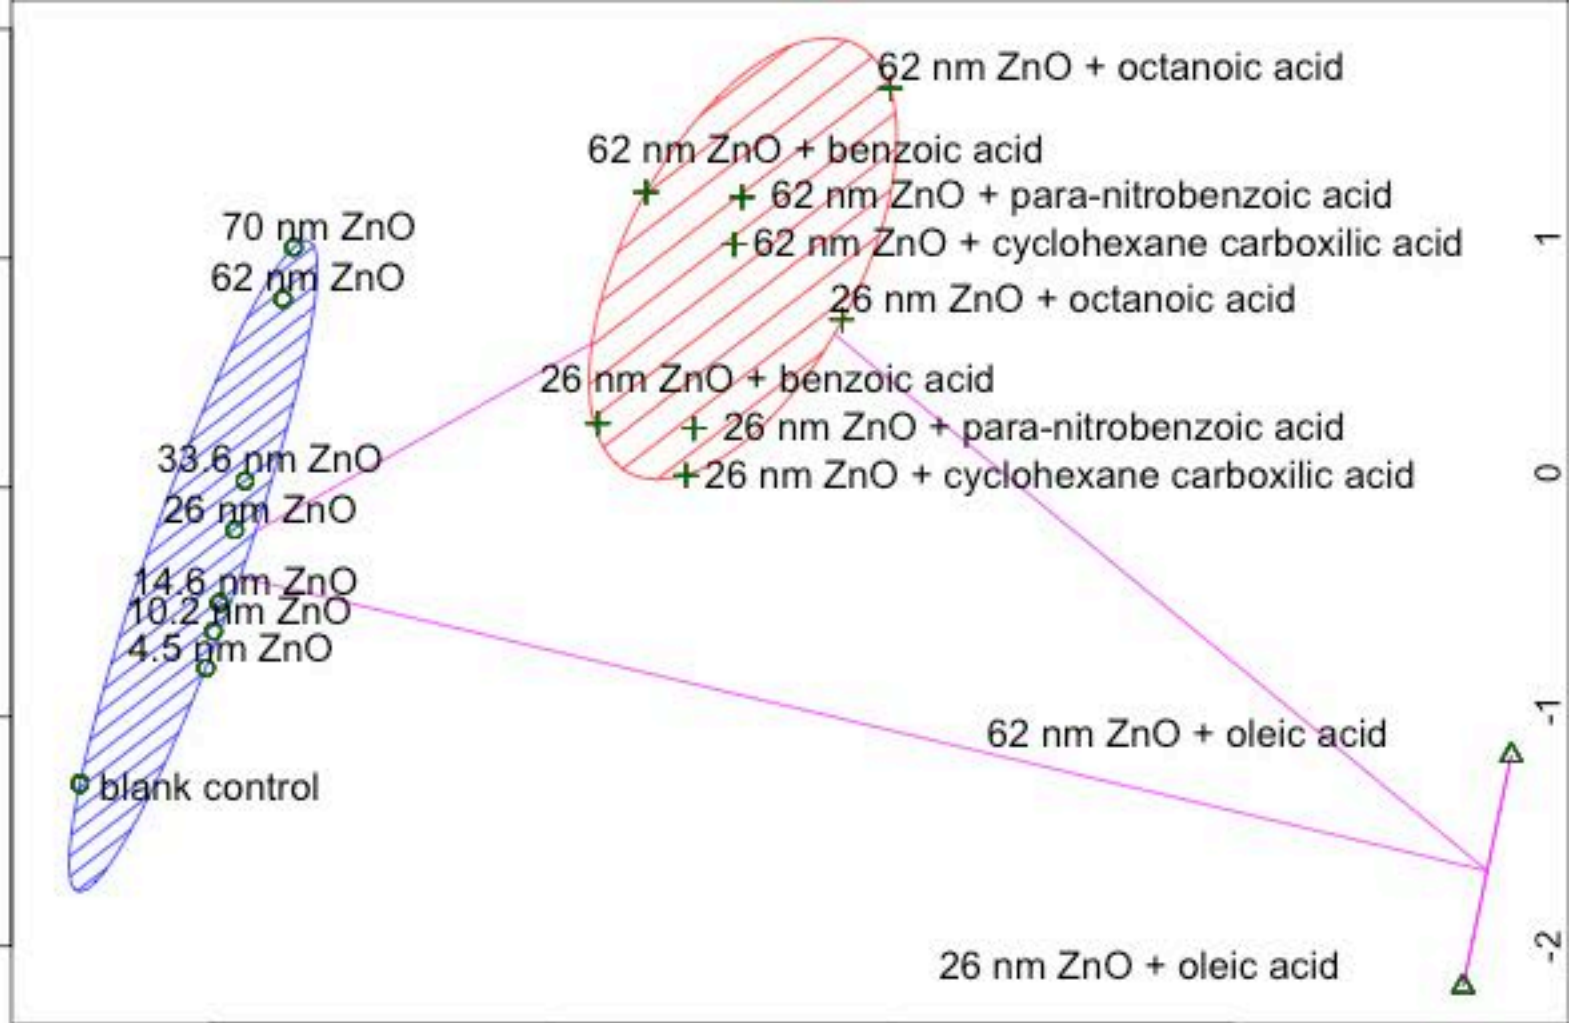 62 nm ZnO + octanoic acid
62 nm ZnO + benzoic acid
62 nm ZnO + para-nitrobenzoic acid
70 nm ZnO
62 nm ZnO + cyclohexane carboxilic acid
1
62 nm ZnO
26 nm ZnO + octanoic acid
26 nm ZnO + benzoic acid
26 nm ZnO + para-nitrobenzoic acid
33.6 nm ZnO
26 nm ZnO + cyclohexane carboxilic acid
0
26 nm ZnO
14.6 nm ZnO
10.2 nm ZnO
4.5 nm ZnO
-1
62 nm ZnO + oleic acid
blank control
-2
26 nm ZnO + oleic acid